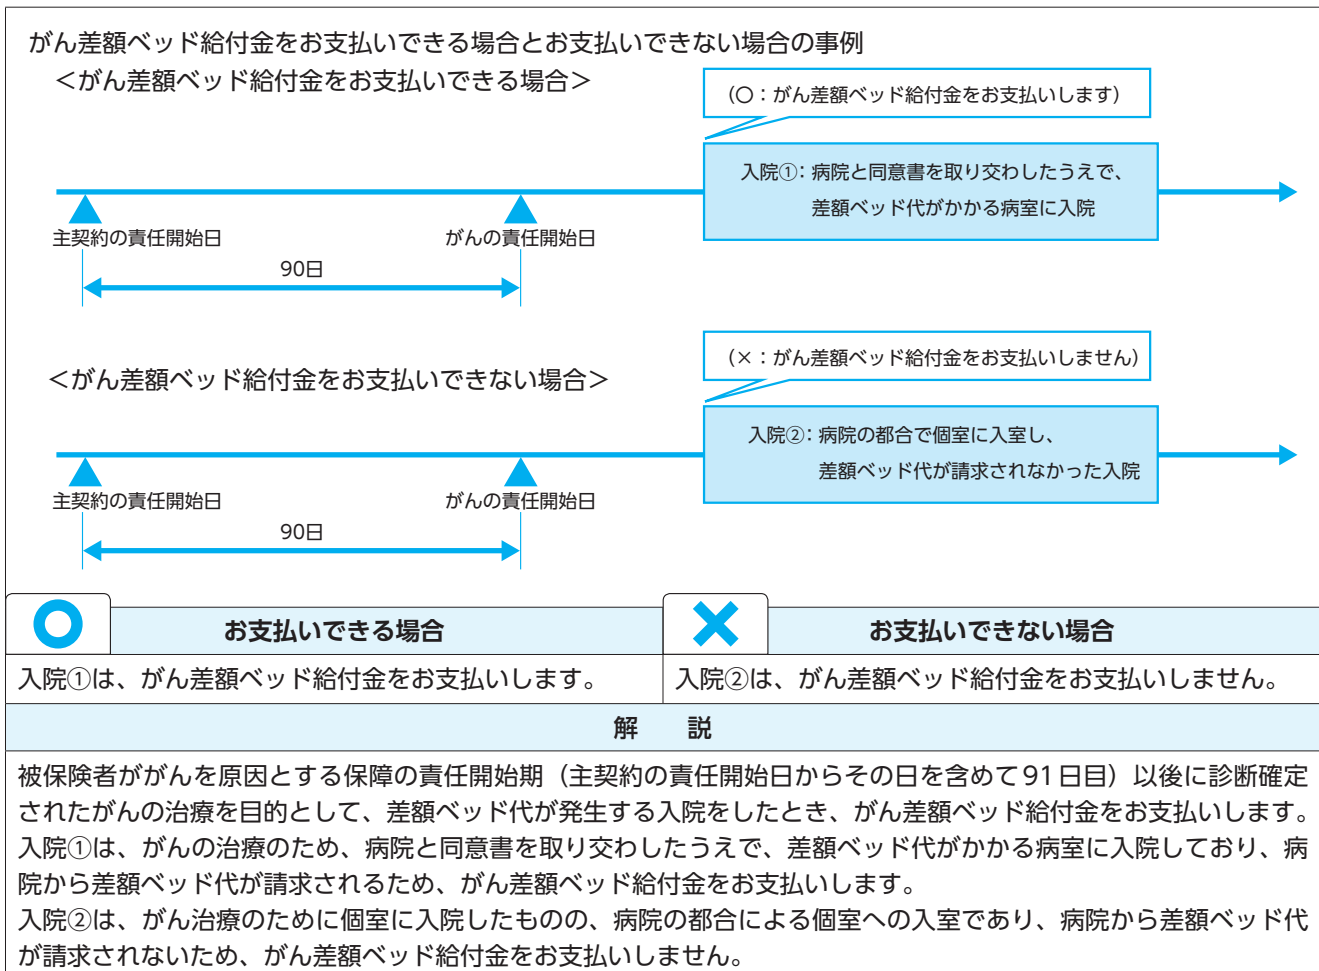 がん差額ベッド給付金をお支払いできる場合とお支払いできない場合の事例
＜がん差額ベッド給付金をお支払いできる場合＞
（○：がん差額ベッド給付金をお支払いします）
入院①：病院と同意書を取り交わしたうえで、
差額ベッド代がかかる病室に入院
主契約の責任開始日
がんの責任開始日
90日
（×：がん差額ベッド給付金をお支払いしません）
＜がん差額ベッド給付金をお支払いできない場合＞
入院②：病院の都合で個室に入室し、
差額ベッド代が請求されなかった入院
主契約の責任開始日
がんの責任開始日
90日
お支払いできる場合
お支払いできない場合
入院①は、がん差額ベッド給付金をお支払いします。
入院②は、がん差額ベッド給付金をお支払いしません。
解　説
被保険者ががんを原因とする保障の責任開始期（主契約の責任開始日からその日を含めて91日目）以後に診断確定
されたがんの治療を目的として、差額ベッド代が発生する入院をしたとき、がん差額ベッド給付金をお支払いします。
入院①は、がんの治療のため、病院と同意書を取り交わしたうえで、差額ベッド代がかかる病室に入院しており、病
院から差額ベッド代が請求されるため、がん差額ベッド給付金をお支払いします。
入院②は、がん治療のために個室に入院したものの、病院の都合による個室への入室であり、病院から差額ベッド代
が請求されないため、がん差額ベッド給付金をお支払いしません。